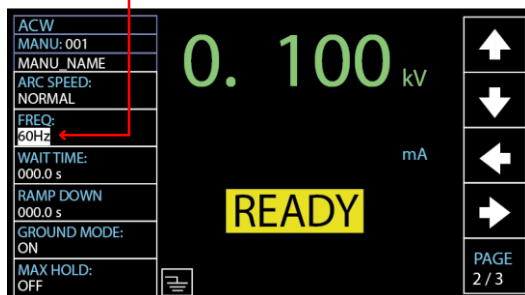 ACW
MANU: 001
MANU_NAME
ARC SPEED:
NORMAL
FREQ:
60Hz
WAIT TIME:
000.0 s
RAMP DOWN
000.0 s
GROUND MODE:
ON
MAX HOLD:
OFF
0. 100 kV
mA
READY
PAGE
2 / 3